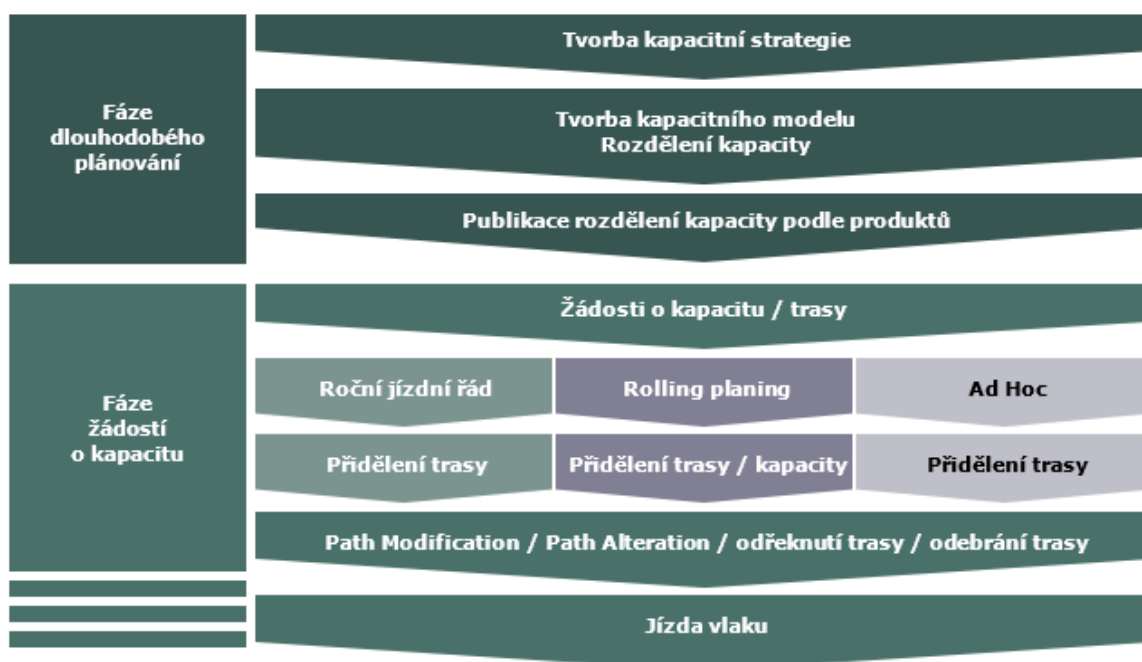 Fáze
dlouhodobého
plánování
Tvorba kapacitní strategie
Tvorba kapacitního modelu
Rozdělení kapacity
Publikace rozdělení kapacity podle produktů
Fáze
žádostí
o kapacitu
Žádosti o kapacitu / trasy
Roční jízdní řád
Rolling planing
Ad Hoc
Přidělení trasy
Přidělení trasy / kapacity
Přidělení trasy
Path Modification / Path Alteration / odřeknutí trasy / odebrání trasy
Jízda vlaku